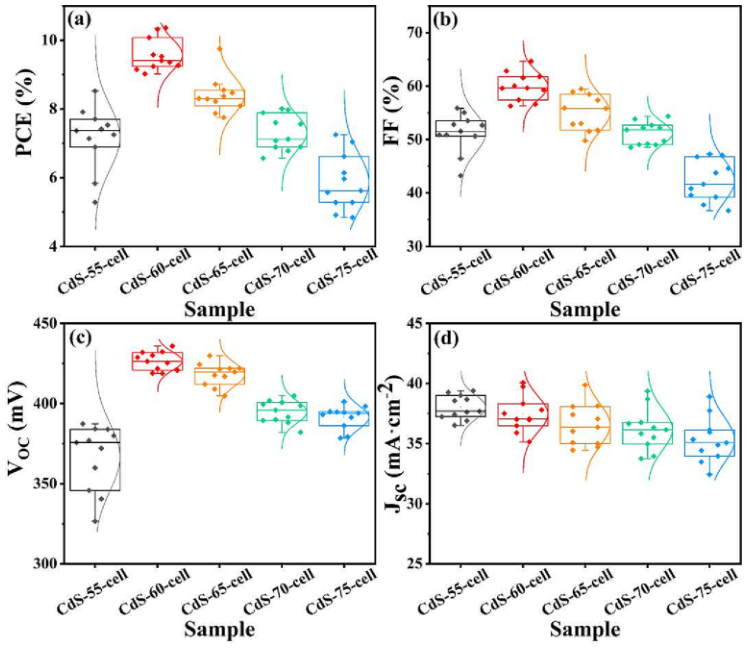 (a)
PCE (%)
10
8
6
4
CdS-55-cell
CdS-60-cell
CdS-65-cell
CdS-70-cell
CdS-75-cell
Sample
(b)
FF (%)
70
60
50
40
30
CdS-55-cell
CdS-60-cell
CdS-65-cell
CdS-70-cell
CdS-75-cell
Sample
(c)
V_OC (mV)
450
400
350
300
CdS-55-cell
CdS-60-cell
CdS-65-cell
CdS-70-cell
CdS-75-cell
Sample
(d)
J_SC (mA·cm⁻²)
45
40
35
30
25
CdS-55-cell
CdS-60-cell
CdS-65-cell
CdS-70-cell
CdS-75-cell
Sample